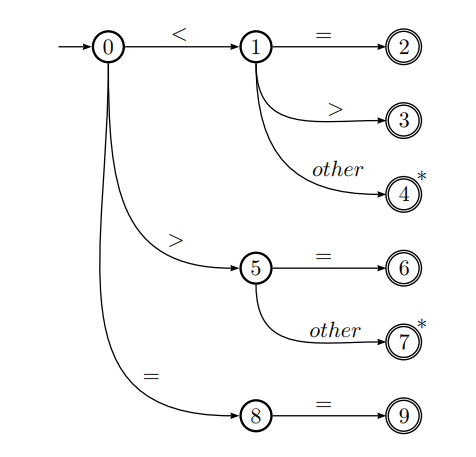 0 < 1 = 2
> 3
other 4 *
> 5 = 6
other 7 *
= 8 = 9